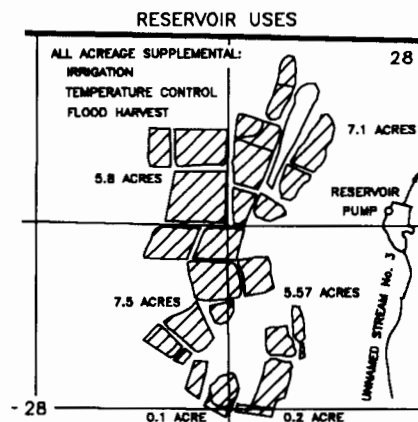 RESERVOIR USES
ALL ACREAGE SUPPLEMENTAL:
IRRIGATION
TEMPERATURE CONTROL
FLOOD HARVEST
28
7.1 ACRES
5.8 ACRES
RESERVOIR
PUMP
7.5 ACRES
5.57 ACRES
UNNAMED STREAM No. 3
-28
0.1 ACRE
0.2 ACRE